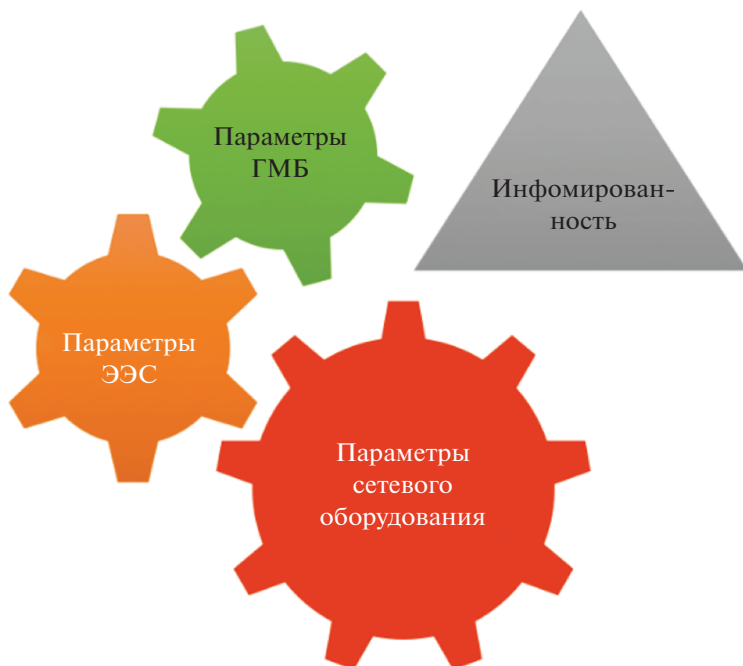 Параметры
ГМБ
Инфомирован-
ность
Параметры
ЭЭС
Параметры
сетевого
оборудования